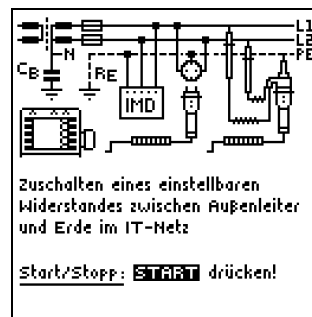 L1
L2
PE
N
CB
RE
IMD
Zuschalten eines einstellbaren
Widerstandes zwischen Außenleiter
und Erde im IT-Netz
Start/Stopp: START drücken!